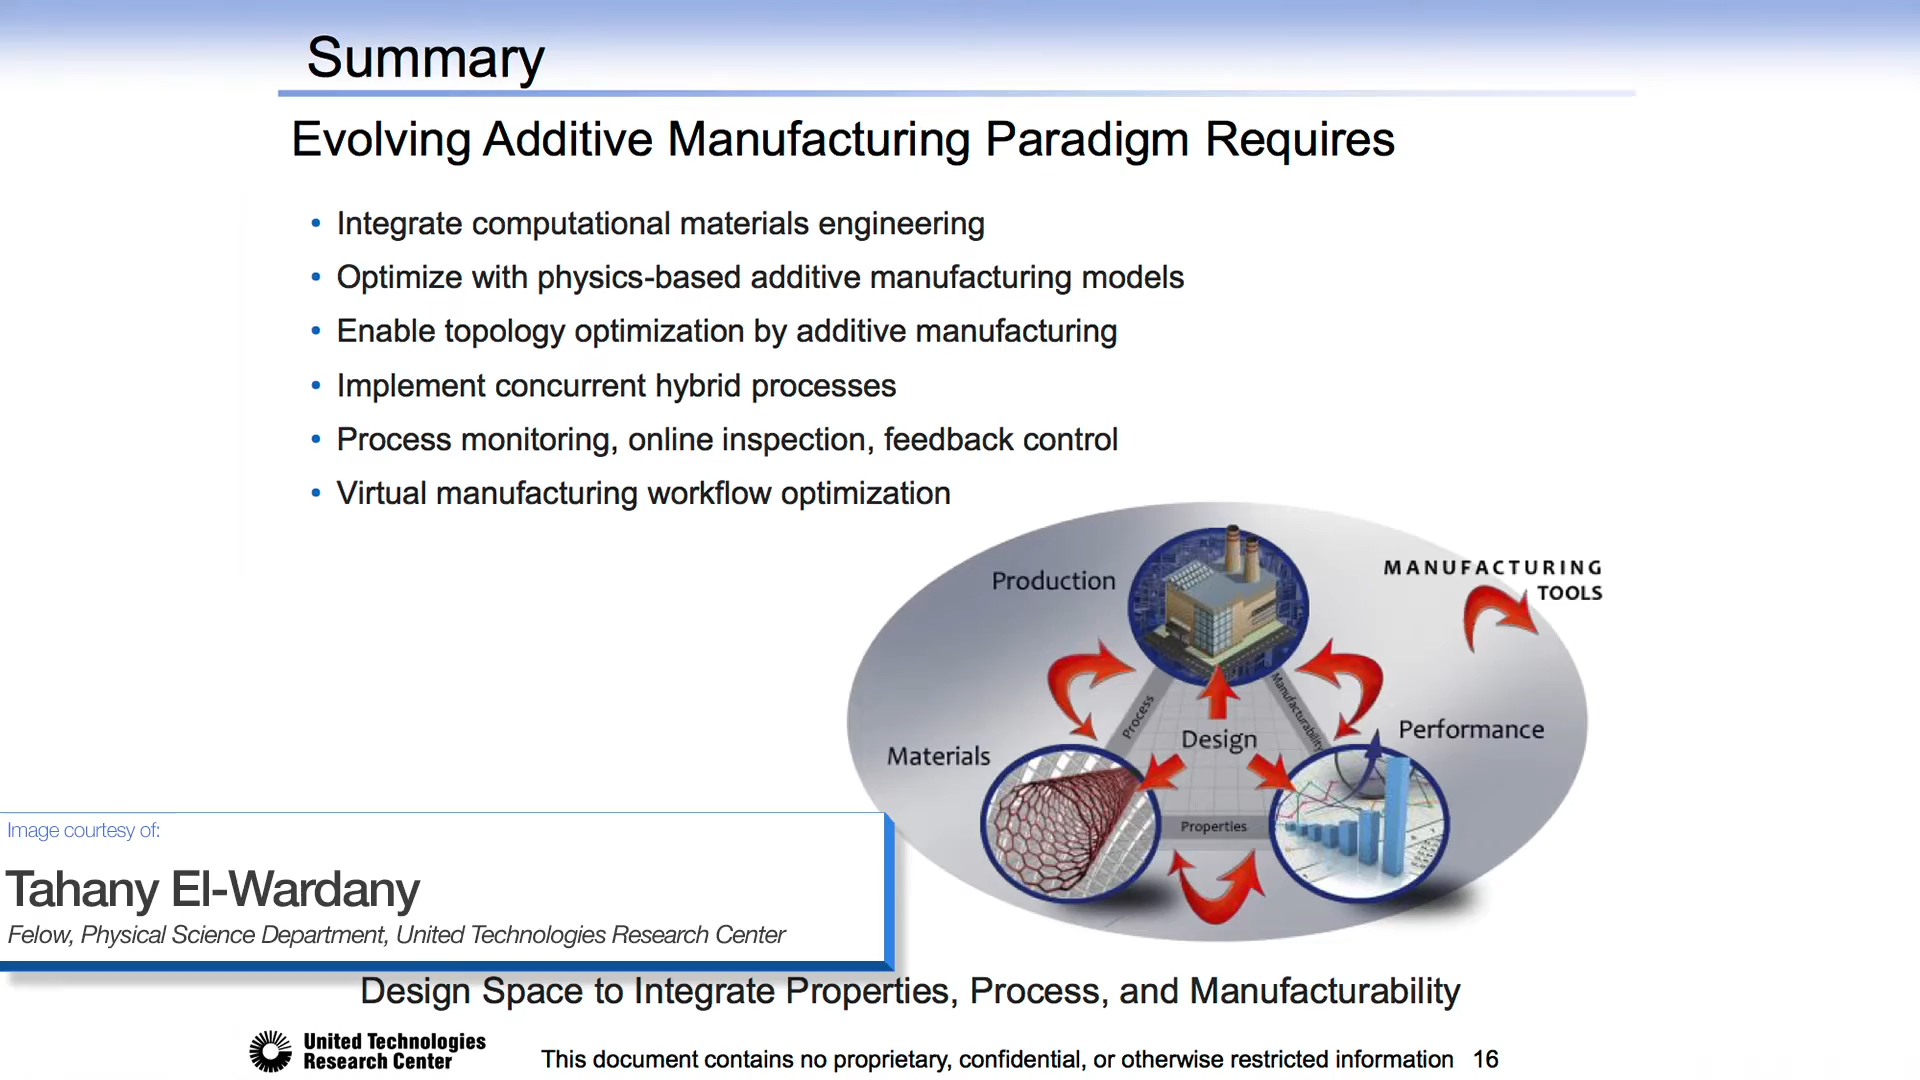 Summary
Evolving Additive Manufacturing Paradigm Requires
• Integrate computational materials engineering
• Optimize with physics-based additive manufacturing models
• Enable topology optimization by additive manufacturing
• Implement concurrent hybrid processes
• Process monitoring, online inspection, feedback control
• Virtual manufacturing workflow optimization
MANUFACTURING
TOOLS
Production
Process
Manufacturability
Design
Performance
Materials
Properties
Image courtesy of:
Tahany El-Wardany
Felow, Physical Science Department, United Technologies Research Center
Design Space to Integrate Properties, Process, and Manufacturability
United Technologies
Research Center
This document contains no proprietary, confidential, or otherwise restricted information 16